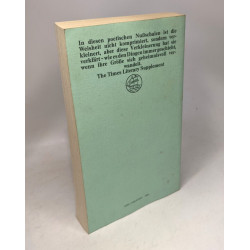 In diesen poetischen Nußschalen ist die
Weisheit nicht komprimiert, sondern ver-
kleinert, aber diese Verkleinerung hat sie
verklärt – wie es den Dingen immer geschieht,
wenn ihre Größe sich geheimnisvoll ver-
wandelt.
The Times Literary Supplement